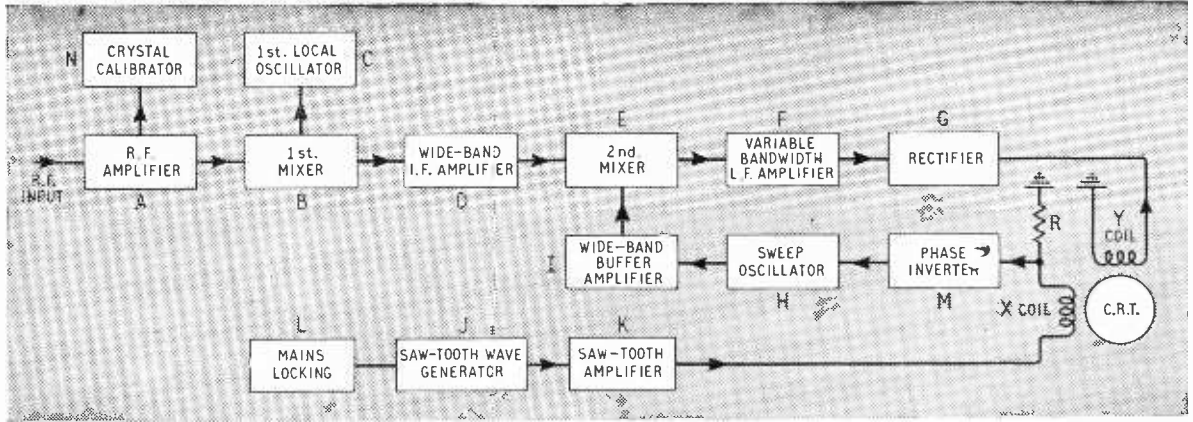 N
CRYSTAL
CALIBRATOR
1st. LOCAL
OSCILLATOR
C
R.F.
INPUT
R.F.
AMPLIFIER
A
1st.
MIXER
B
WIDE-BAND
I.F. AMPLIFIER
D
E
2nd.
MIXER
F
VARIABLE
BANDWIDTH
I.F. AMPLIFIER
G
RECTIFIER
R
Y
COIL
I
WIDE-BAND
BUFFER
AMPLIFIER
SWEEP
OSCILLATOR
H
PHASE
INVERTER
M
X COIL
C.R.T.
L
MAINS
LOCKING
J
SAW-TOOTH WAVE
GENERATOR
K
SAW-TOOTH
AMPLIFIER